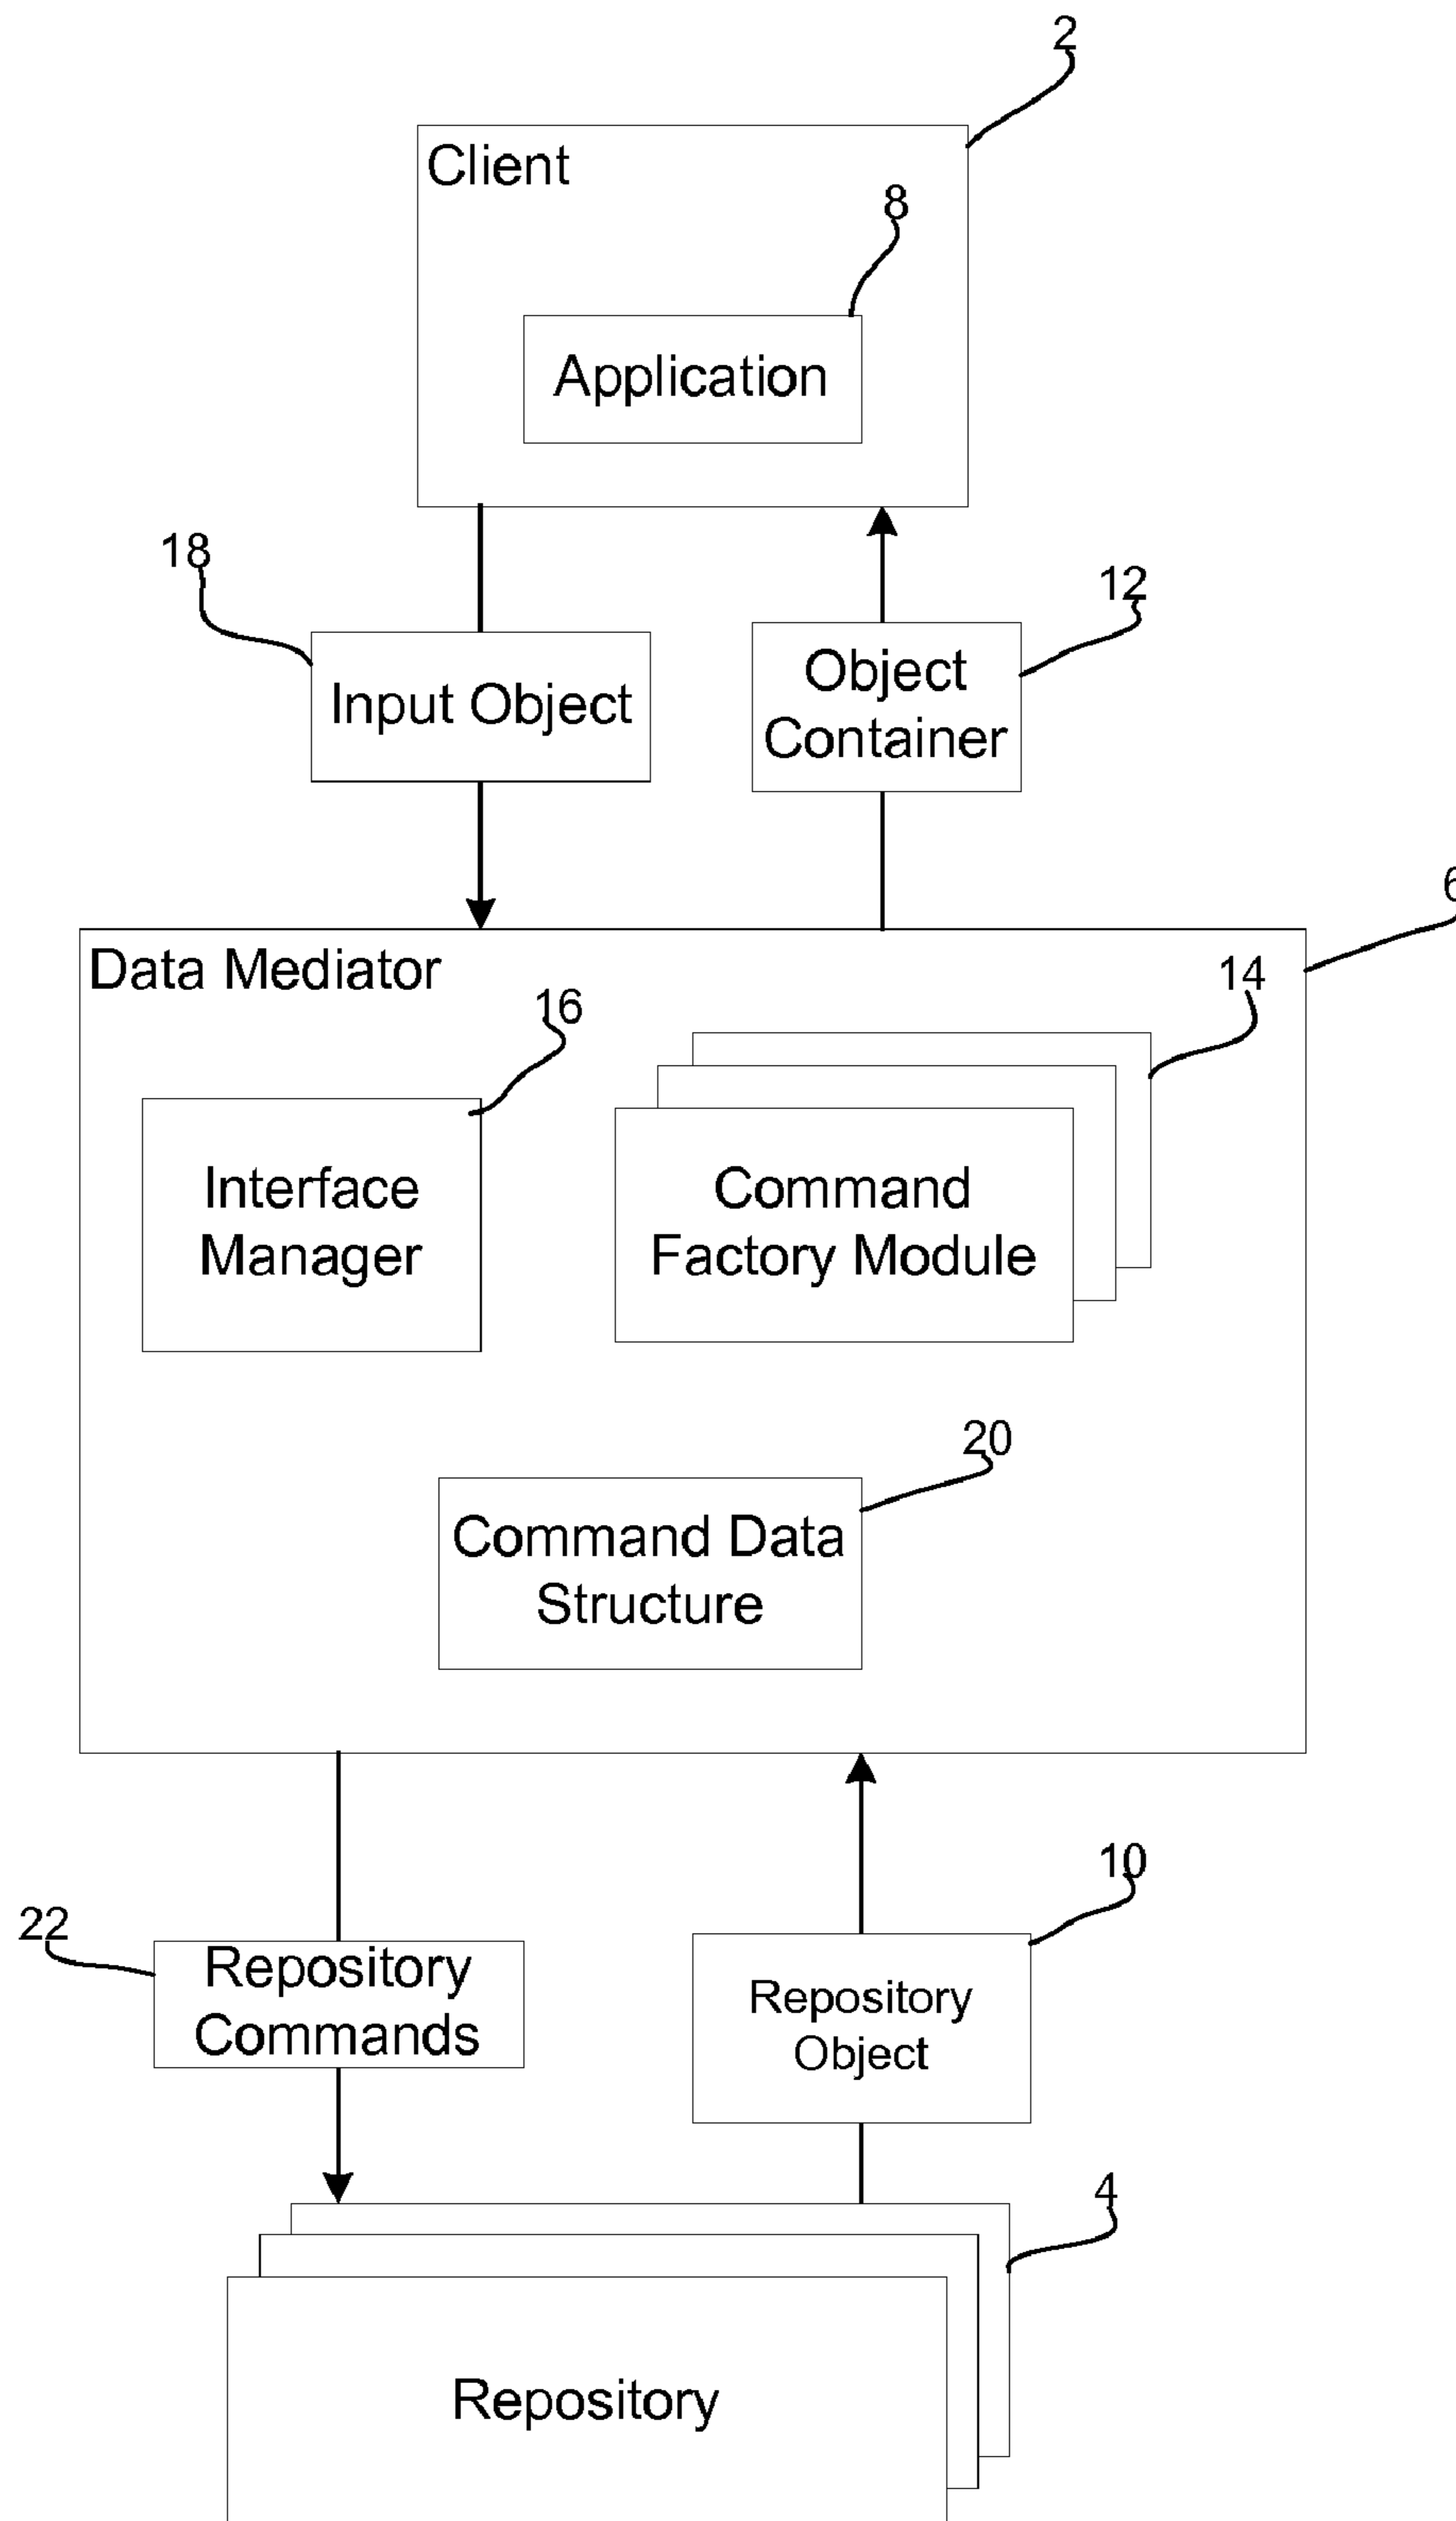 2
Client
8
Application
18
12
Input Object
Object
Container
6
Data Mediator
14
16
Interface
Manager
Command
Factory Module
20
Command Data
Structure
10
22
Repository
Commands
Repository
Object
4
Repository